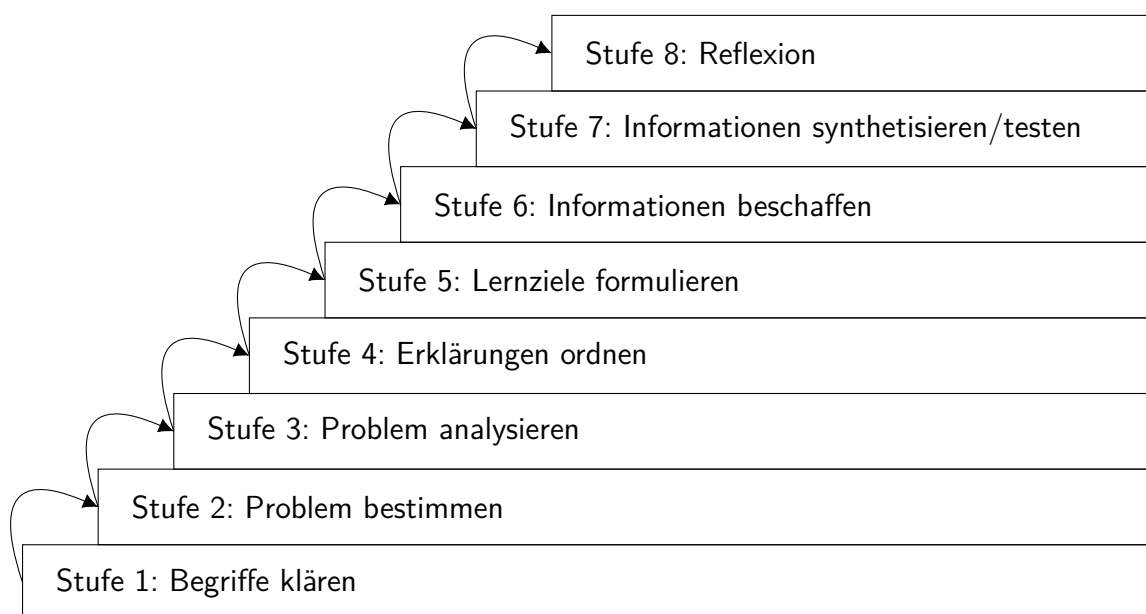 Stufe 8: Reflexion
Stufe 7: Informationen synthetisieren/testen
Stufe 6: Informationen beschaffen
Stufe 5: Lernziele formulieren
Stufe 4: Erklärungen ordnen
Stufe 3: Problem analysieren
Stufe 2: Problem bestimmen
Stufe 1: Begriffe klären